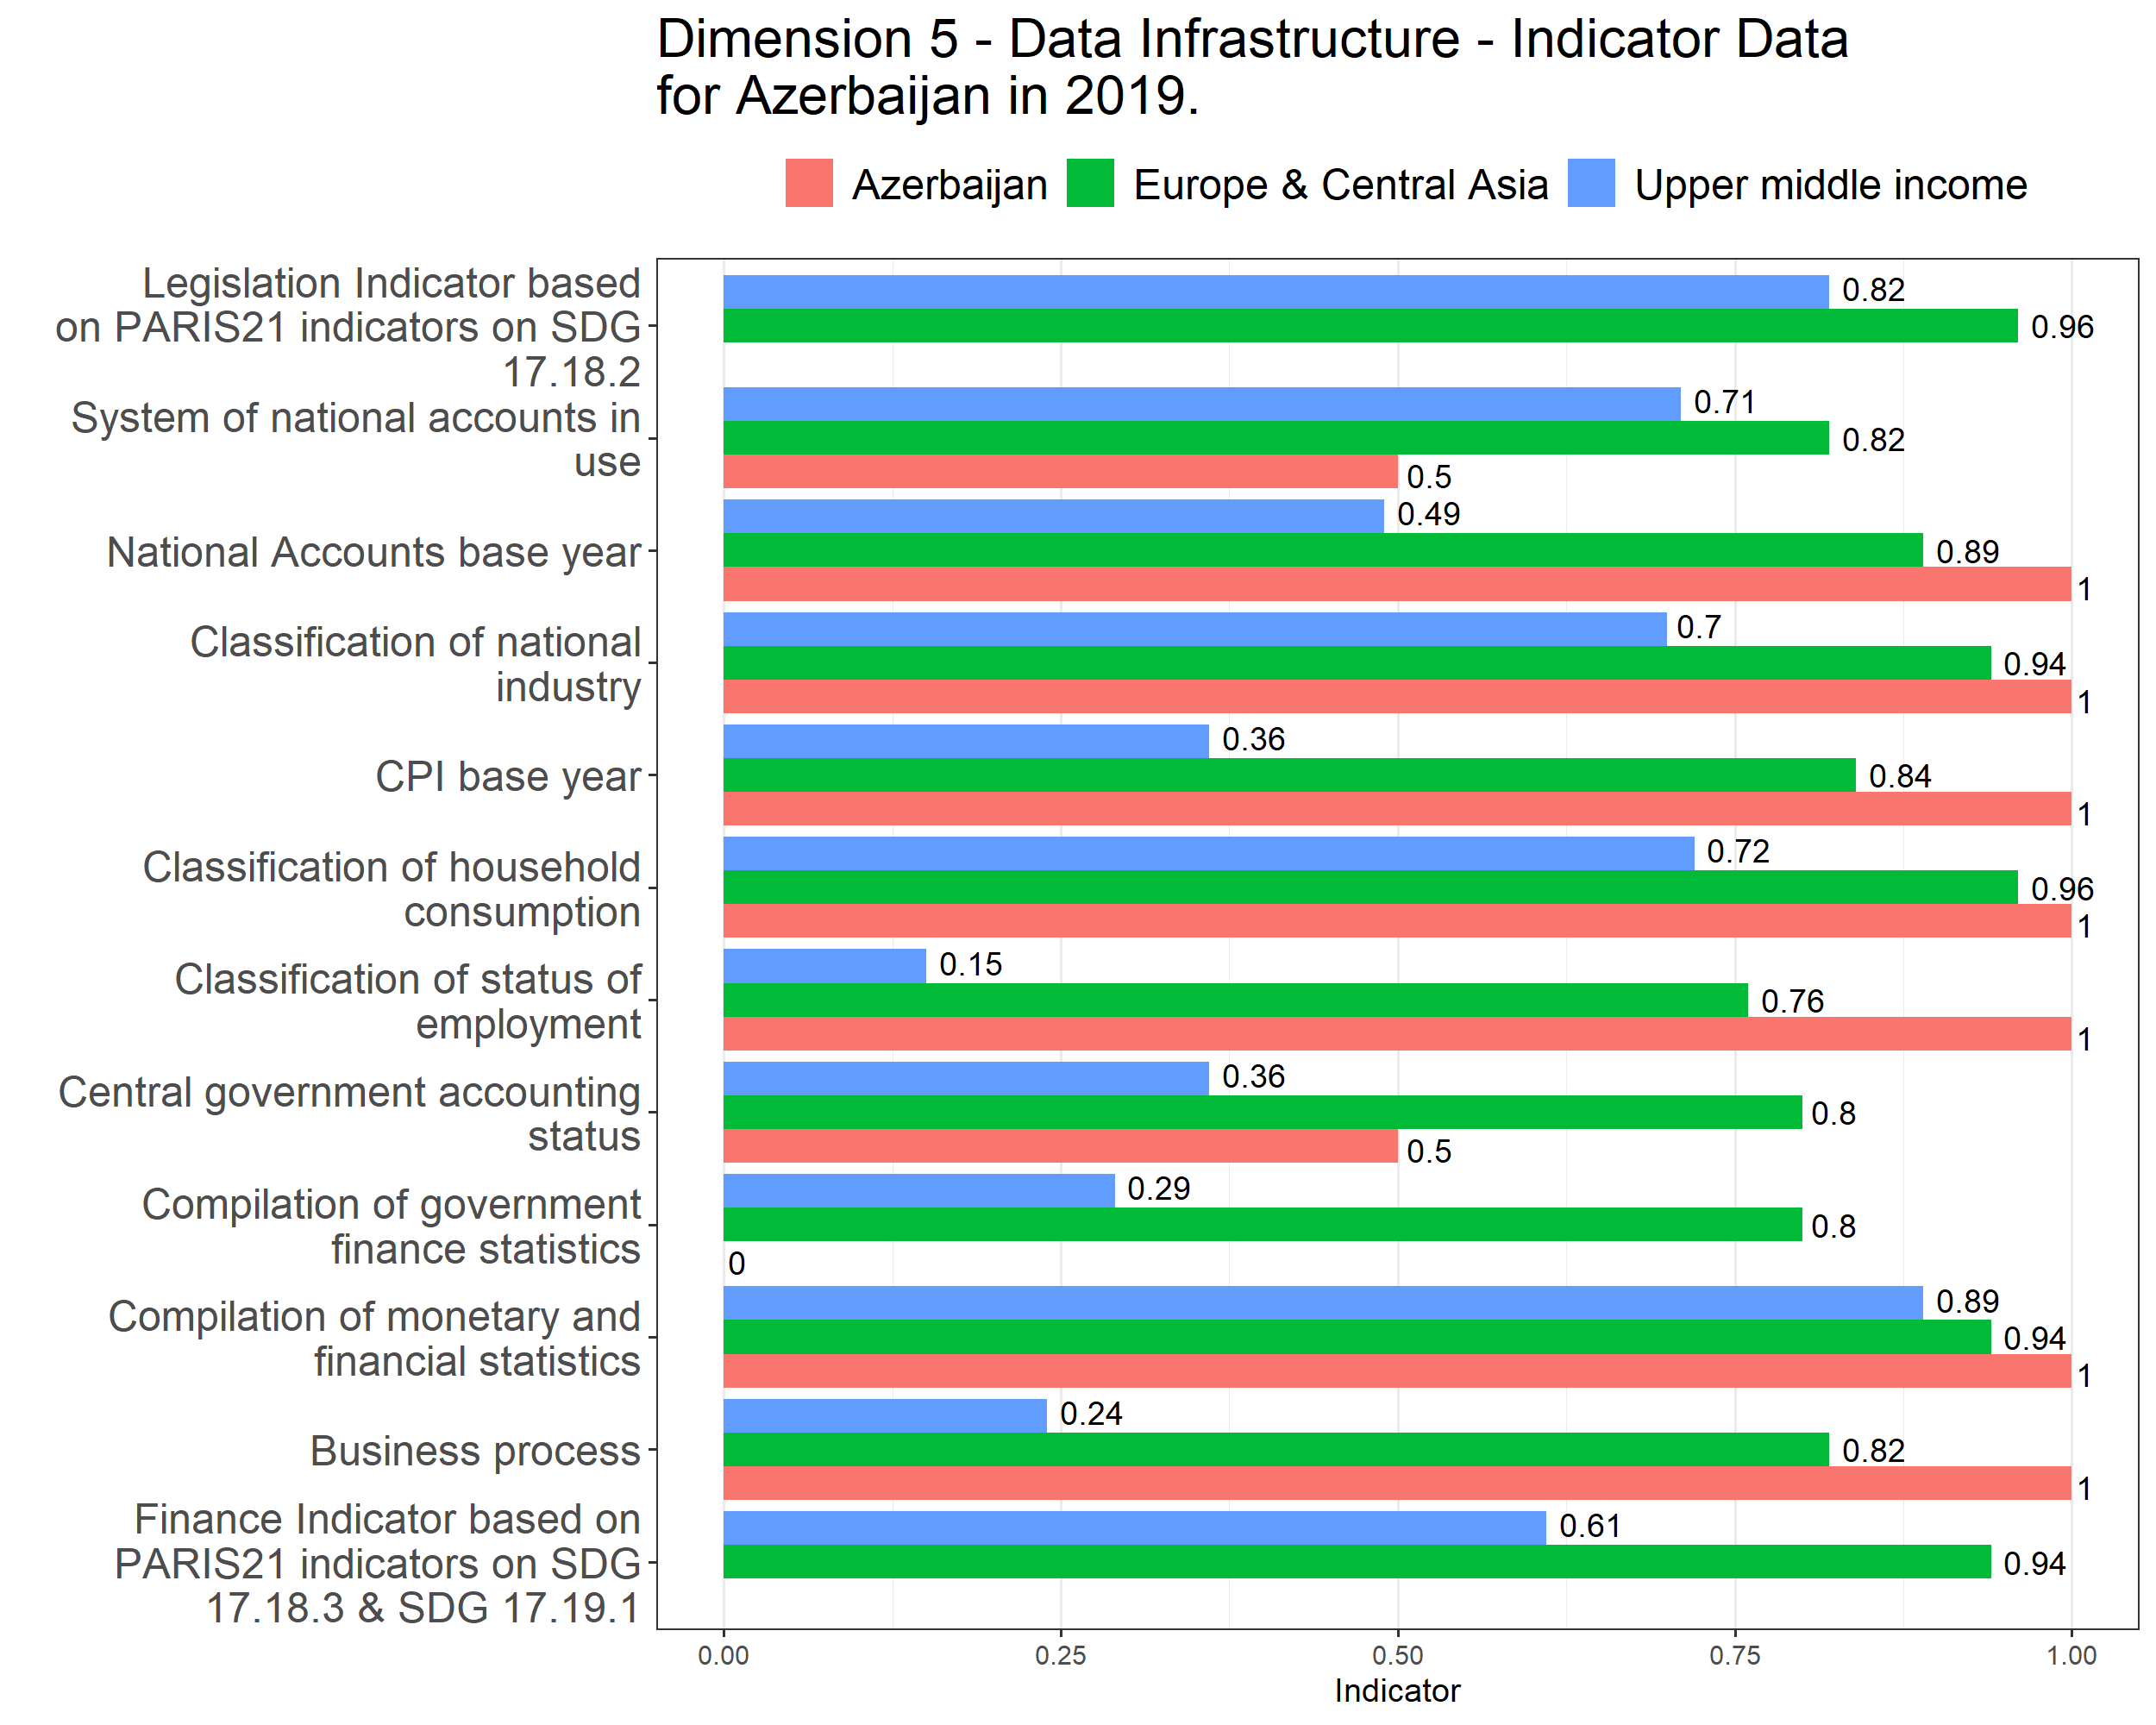 Dimension 5 - Data Infrastructure - Indicator Data
for Azerbaijan in 2019.
Azerbaijan
Europe & Central Asia
Upper middle income
Legislation Indicator based
on PARIS21 indicators on SDG
17.18.2
0.82
0.96
System of national accounts in
use
0.71
0.82
0.5
National Accounts base year
0.49
0.89
1
Classification of national
industry
0.7
0.94
1
CPI base year
0.36
0.84
1
Classification of household
consumption
0.72
0.96
1
Classification of status of
employment
0.15
0.76
1
Central government accounting
status
0.36
0.8
0.5
Compilation of government
finance statistics
0.29
0.8
0
Compilation of monetary and
financial statistics
0.89
0.94
1
Business process
0.24
0.82
1
Finance Indicator based on
PARIS21 indicators on SDG
17.18.3 & SDG 17.19.1
0.61
0.94
0.00
0.25
0.50
0.75
1.00
Indicator